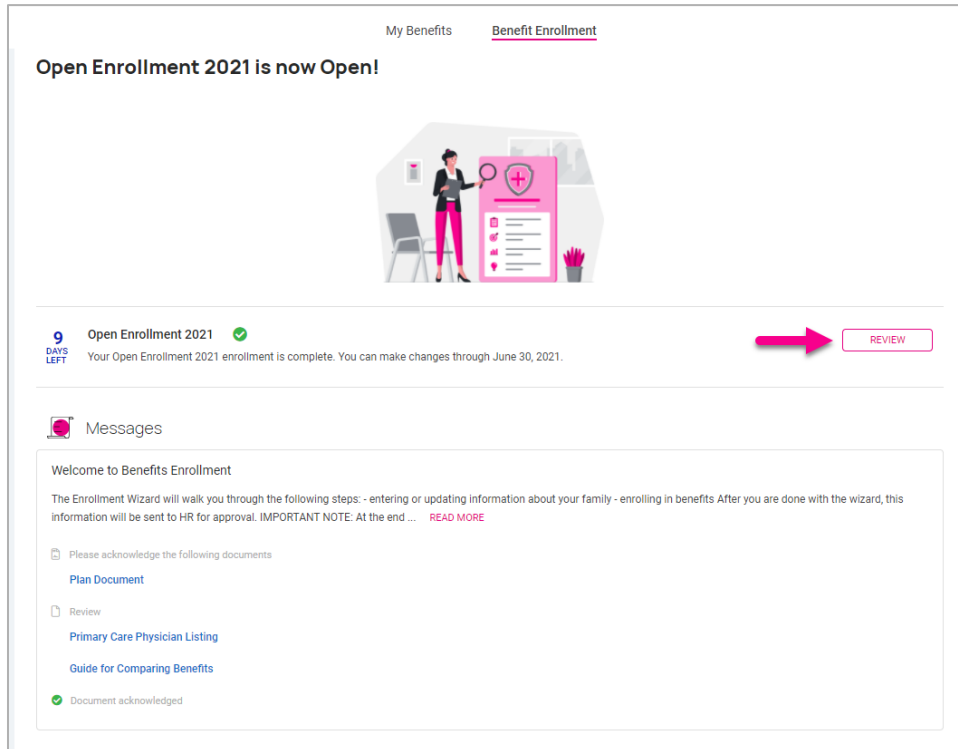 My Benefits Benefit Enrollment
Open Enrollment 2021 is now Open!
9
DAYS
LEFT
Open Enrollment 2021
Your Open Enrollment 2021 enrollment is complete. You can make changes through June 30, 2021.
REVIEW
Messages
Welcome to Benefits Enrollment
The Enrollment Wizard will walk you through the following steps: - entering or updating information about your family - enrolling in benefits After you are done with the wizard, this
information will be sent to HR for approval. IMPORTANT NOTE: At the end ... READ MORE
Please acknowledge the following documents
Plan Document
Review
Primary Care Physician Listing
Guide for Comparing Benefits
Document acknowledged